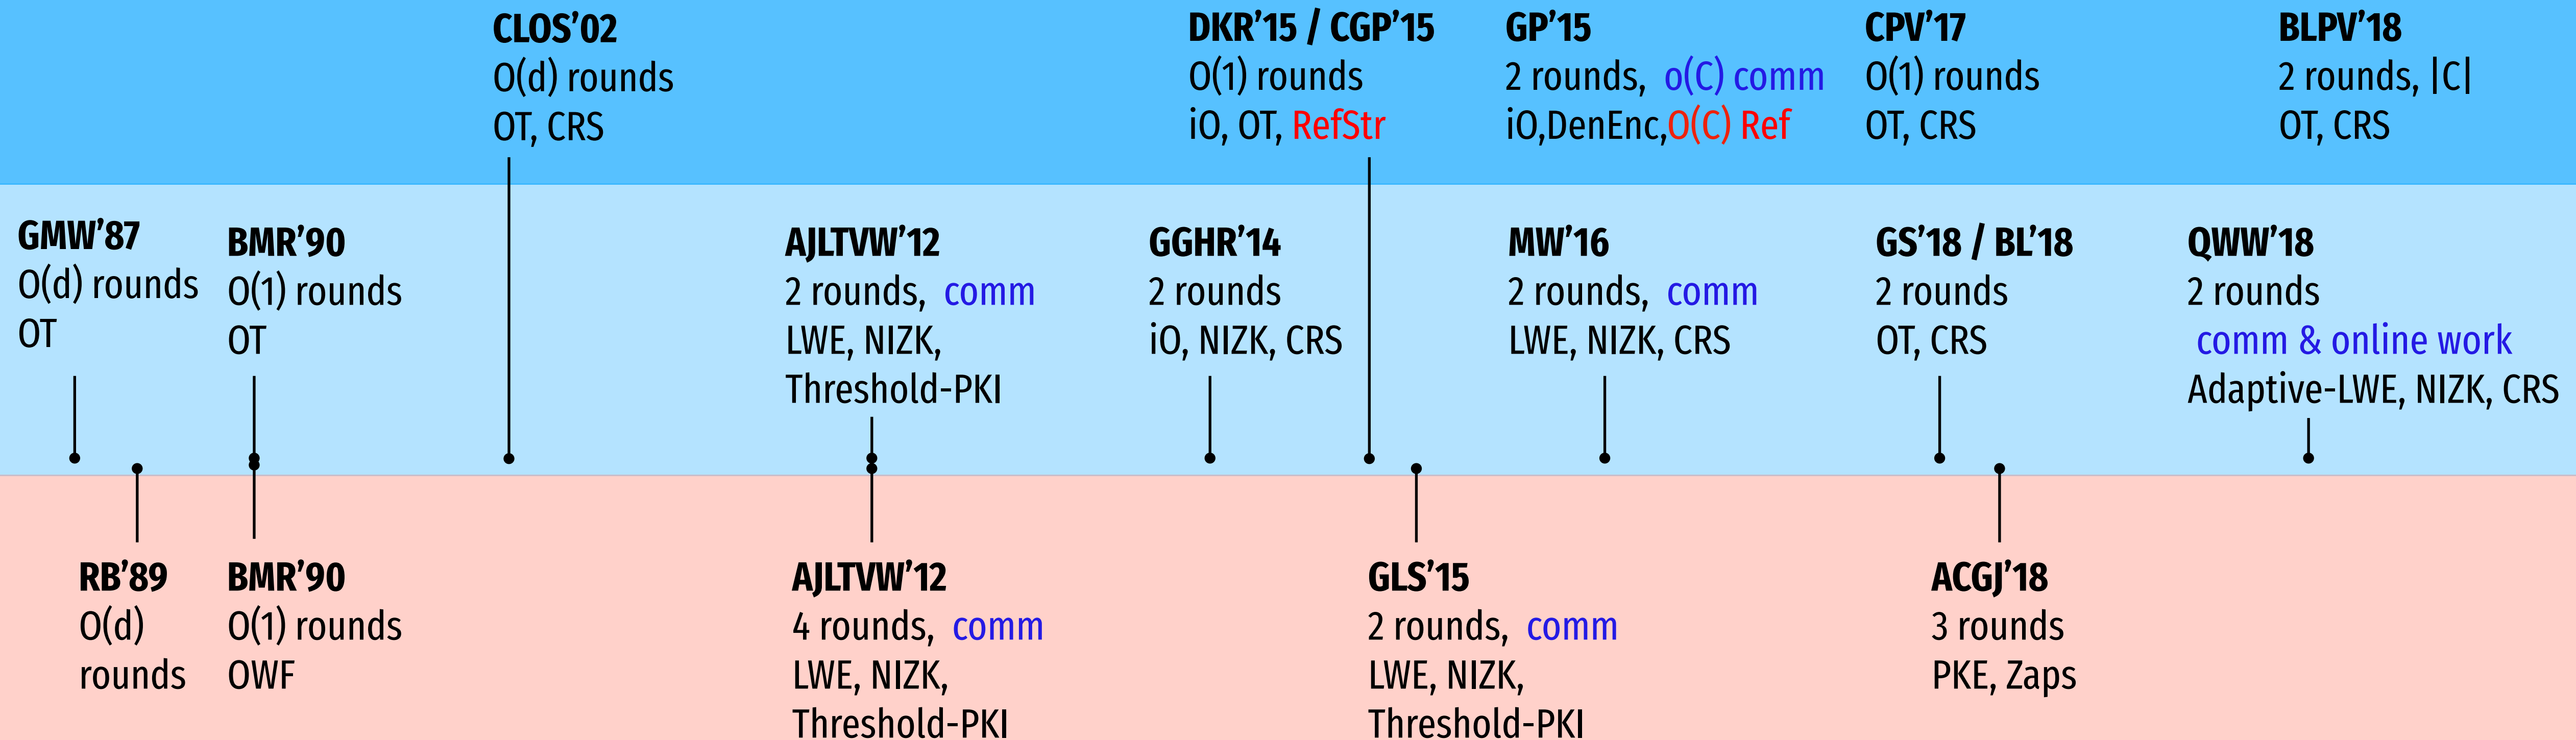 CLOS’02
O(d) rounds
OT, CRS
DKR’15 / CGP’15
O(1) rounds
iO, OT, RefStr
GP’15
2 rounds, o(C) comm
iO,DenEnc,O(C) Ref
CPV’17
O(1) rounds
OT, CRS
BLPV’18
2 rounds, |C|
OT, CRS
GMW’87
O(d) rounds
OT
BMR’90
O(1) rounds
OT
AJLTVW’12
2 rounds, comm
LWE, NIZK,
Threshold-PKI
GGHR’14
2 rounds
iO, NIZK, CRS
MW’16
2 rounds, comm
LWE, NIZK, CRS
GS’18 / BL’18
2 rounds
OT, CRS
QWW’18
2 rounds
comm & online work
Adaptive-LWE, NIZK, CRS
RB’89
O(d)
rounds
BMR’90
O(1) rounds
OWF
AJLTVW’12
4 rounds, comm
LWE, NIZK,
Threshold-PKI
GLS’15
2 rounds, comm
LWE, NIZK,
Threshold-PKI
ACGJ’18
3 rounds
PKE, Zaps